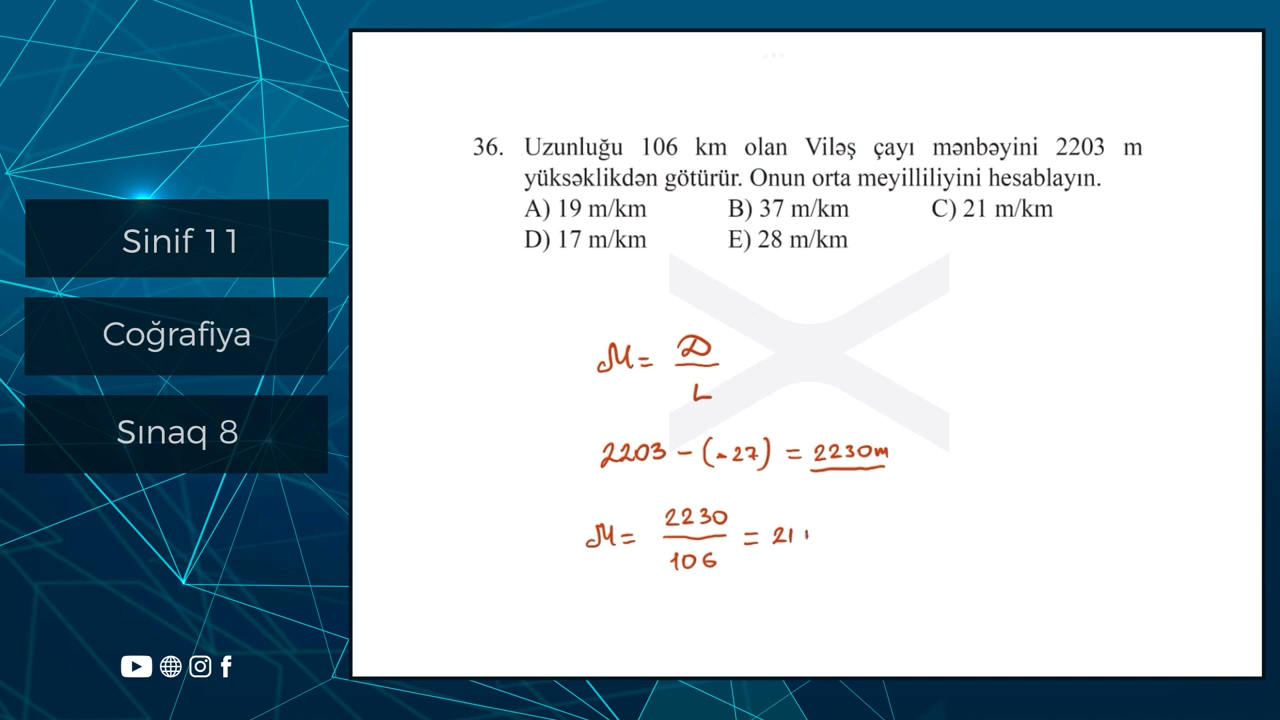 Sinif 11
Coğrafiya
Sınaq 8
36. Uzunluğu 106 km olan Viləş çayı mənbəyini 2203 m
yüksəklikdən götürür. Onun orta meyilliliyini hesablayın.
A) 19 m/km B) 37 m/km C) 21 m/km
D) 17 m/km E) 28 m/km
M = D/L
2203 - (-27) = 2230m
M = 2230/106 = 21